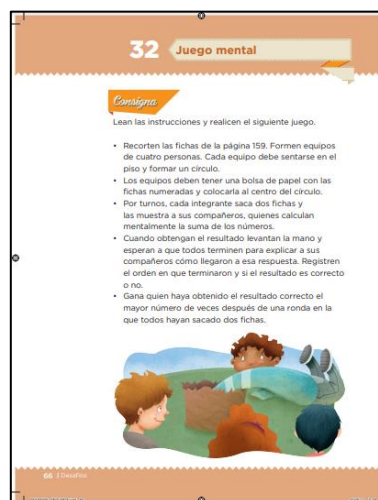 32 Juego mental
Consigna
Lean las instrucciones y realicen el siguiente juego.
• Recorten las fichas de la página 159. Formen equipos
de cuatro personas. Cada equipo debe sentarse en el
piso y formar un círculo.
• Los equipos deben tener una bolsa de papel con las
fichas numeradas y colocarla al centro del círculo.
• Por turnos, cada integrante saca dos fichas y
las muestra a sus compañeros, quienes calculan
mentalmente la suma de los números.
• Cuando obtengan el resultado levantan la mano y
esperan a que todos terminen para explicar a sus
compañeros cómo llegaron a esa respuesta. Registren
el orden en que terminaron y si el resultado es correcto
o no.
• Gana quien haya obtenido el resultado correcto el
mayor número de veces después de una ronda en la
que todos hayan sacado dos fichas.
66 | Desafíos